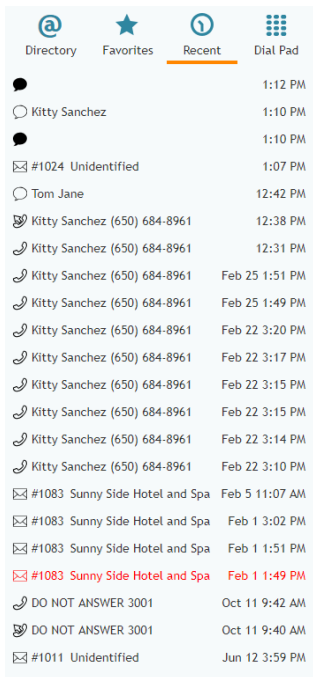 Directory Favorites Recent Dial Pad
1:12 PM
Kitty Sanchez 1:10 PM
1:10 PM
#1024 Unidentified 1:07 PM
Tom Jane 12:42 PM
Kitty Sanchez (650) 684-8961 12:38 PM
Kitty Sanchez (650) 684-8961 12:31 PM
Kitty Sanchez (650) 684-8961 Feb 25 1:51 PM
Kitty Sanchez (650) 684-8961 Feb 25 1:49 PM
Kitty Sanchez (650) 684-8961 Feb 22 3:20 PM
Kitty Sanchez (650) 684-8961 Feb 22 3:17 PM
Kitty Sanchez (650) 684-8961 Feb 22 3:15 PM
Kitty Sanchez (650) 684-8961 Feb 22 3:15 PM
Kitty Sanchez (650) 684-8961 Feb 22 3:14 PM
Kitty Sanchez (650) 684-8961 Feb 22 3:10 PM
#1083 Sunny Side Hotel and Spa Feb 5 11:07 AM
#1083 Sunny Side Hotel and Spa Feb 1 3:02 PM
#1083 Sunny Side Hotel and Spa Feb 1 1:51 PM
#1083 Sunny Side Hotel and Spa Feb 1 1:49 PM
DO NOT ANSWER 3001 Oct 11 9:42 AM
DO NOT ANSWER 3001 Oct 11 9:40 AM
#1011 Unidentified Jun 12 3:59 PM